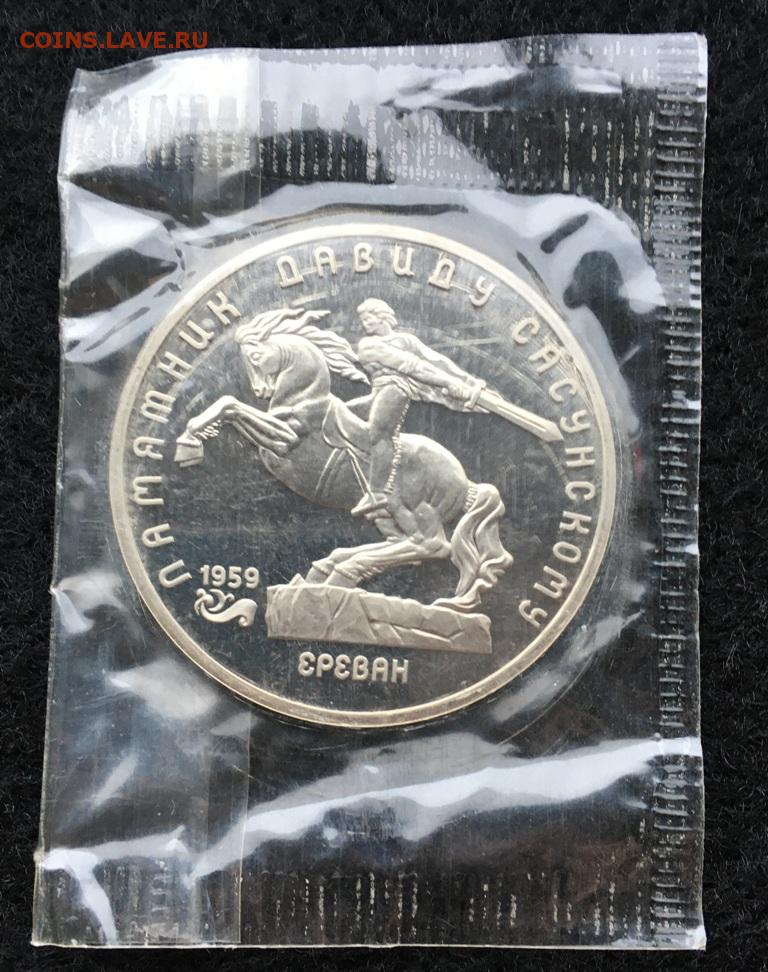 COINS.LAVE.RU
ПАМЯТНИК ДАВИДУ САСУНСКОМУ
1959
ЕРЕВАН